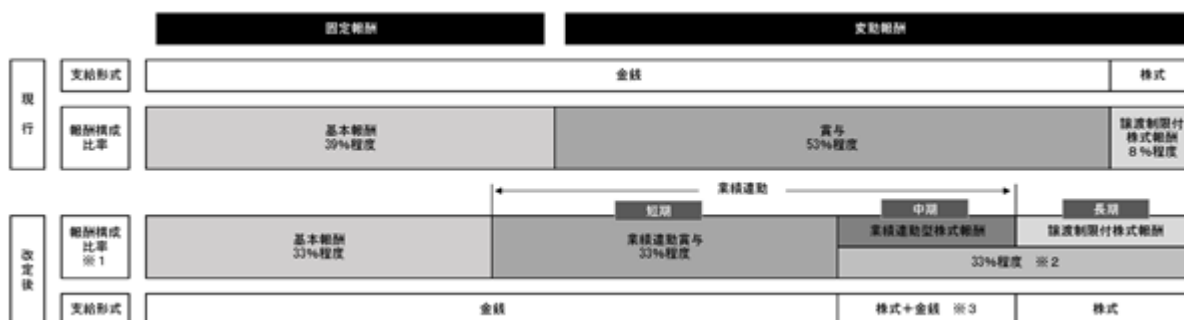 固定報酬
変動報酬
現行
支給形式
金銭
株式
報酬構成
比率
基本報酬
39%程度
賞与
53%程度
譲渡制限付
株式報酬
8%程度
業績連動
短期
中期
長期
改定後
報酬構成
比率
※1
基本報酬
33%程度
業績連動賞与
33%程度
業績連動型株式報酬
譲渡制限付株式報酬
33%程度 ※2
支給形式
金銭
株式+金銭 ※3
株式